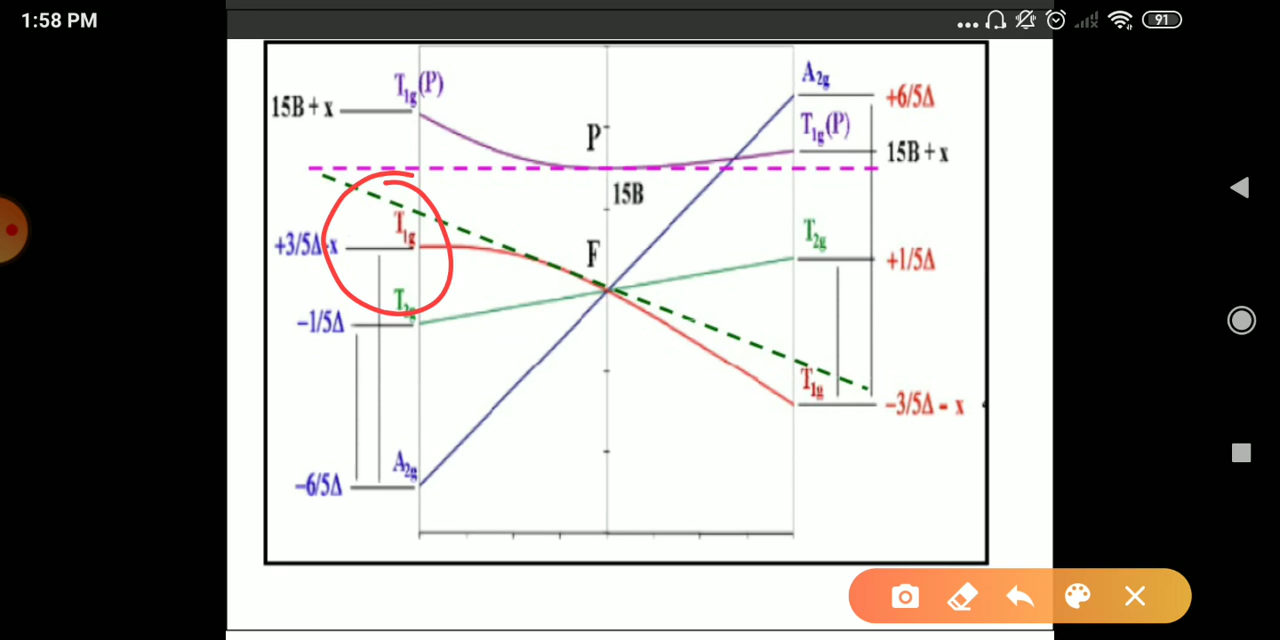 1:58 PM
91
T1g(P)
15B + x
A2g
+6/5Δ
T1g(P)
P
15B + x
15B
T1g
+3/5Δ-x
F
T2g
+1/5Δ
T2g
-1/5Δ
T1g
-3/5Δ - x
A2g
-6/5Δ